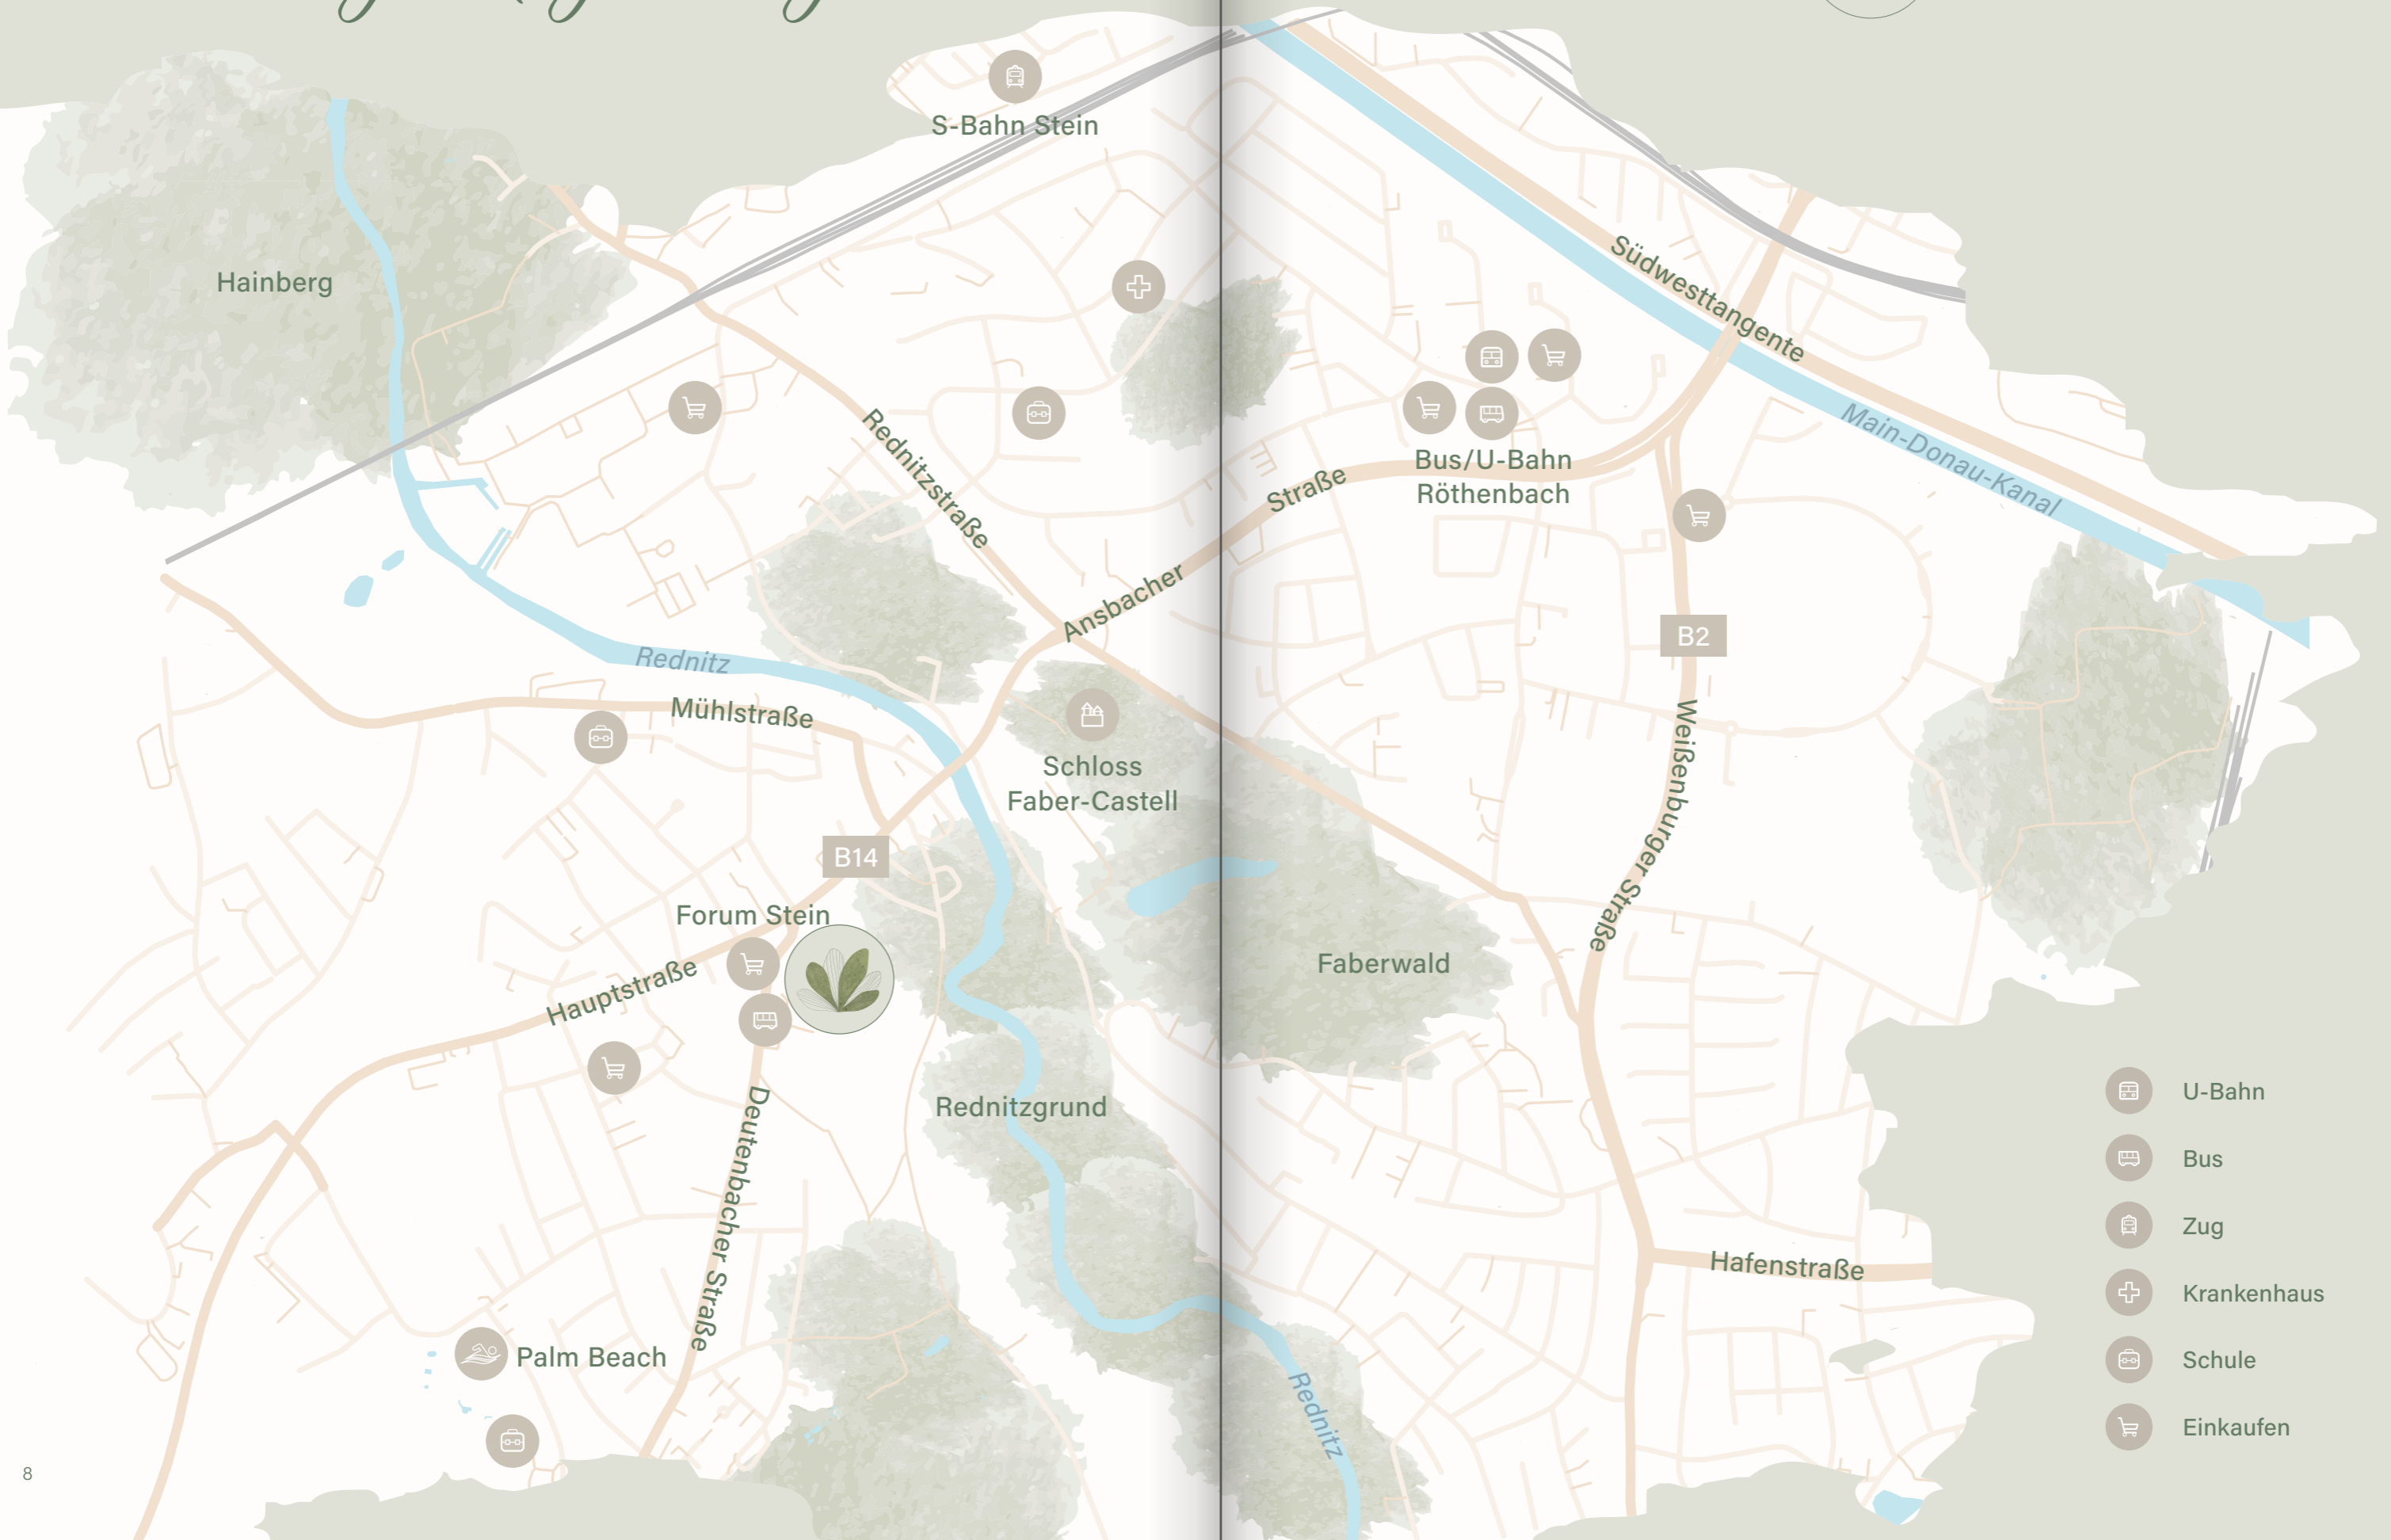 S-Bahn Stein
Hainberg
Südwesttangente
Main-Donau-Kanal
Rednitzstraße
Bus/U-Bahn
Röthenbach
Ansbacher Straße
B2
Rednitz
Mühlstraße
Schloss
Faber-Castell
Weißenburger Straße
B14
Forum Stein
Hauptstraße
Faberwald
Rednitzgrund
Deutenbacher Straße
Hafenstraße
Palm Beach
Rednitz
U-Bahn
Bus
Zug
Krankenhaus
Schule
Einkaufen
8